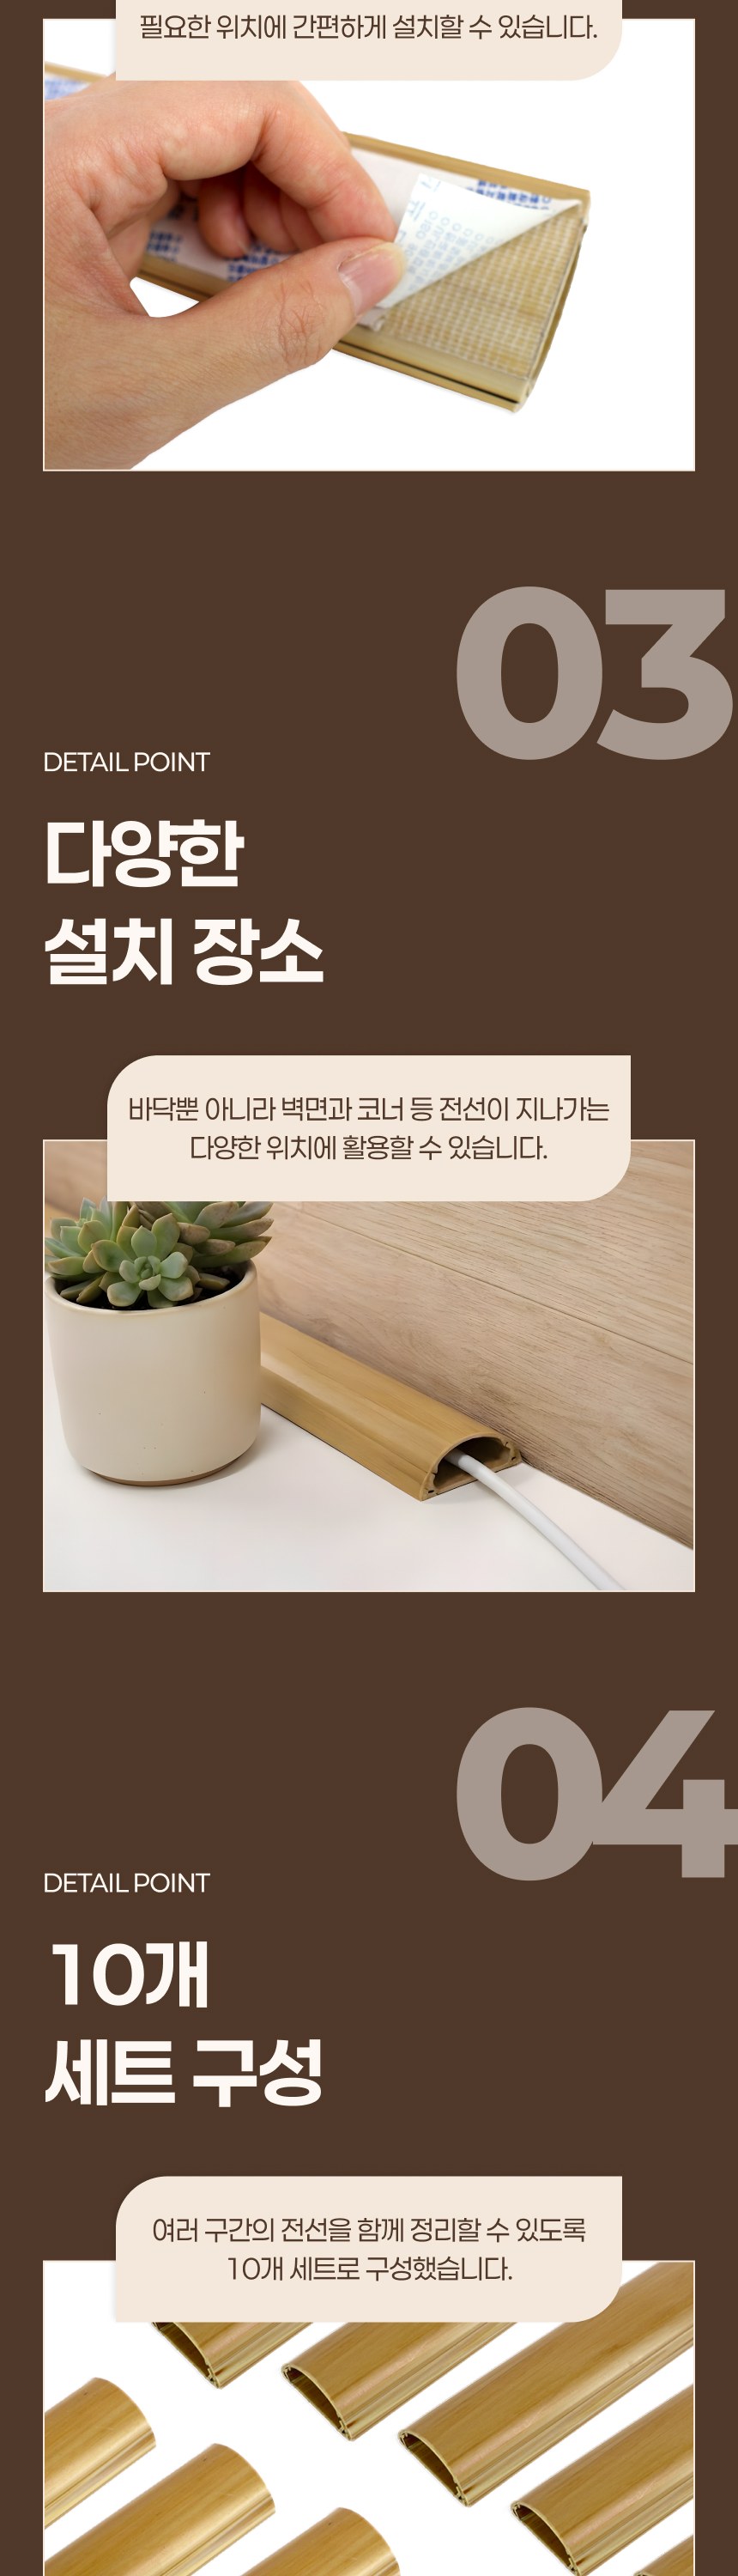 필요한 위치에 간편하게 설치할 수 있습니다.
03
DETAIL POINT
다양한
설치 장소
바닥뿐 아니라 벽면과 코너 등 전선이 지나가는
다양한 위치에 활용할 수 있습니다.
04
DETAIL POINT
10개
세트 구성
여러 구간의 전선을 함께 정리할 수 있도록
10개 세트로 구성했습니다.